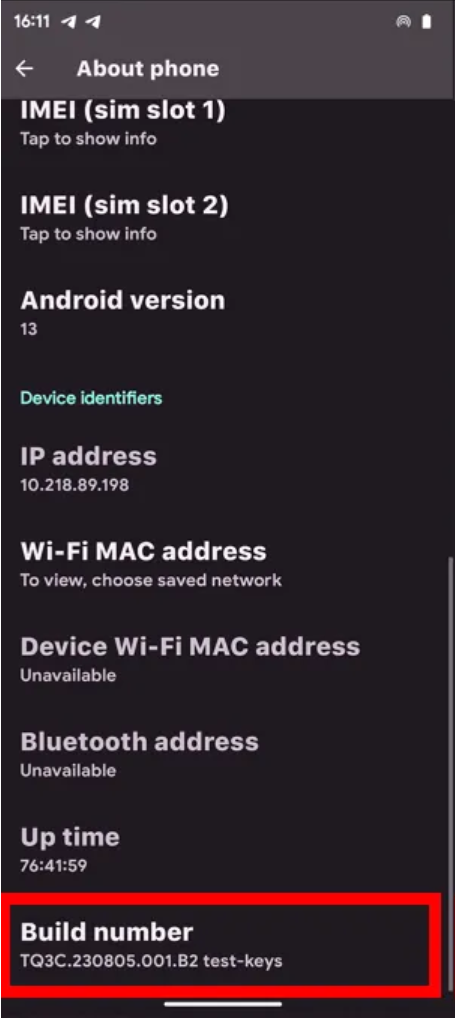 16:11
About phone
IMEI (sim slot 1)
Tap to show info
IMEI (sim slot 2)
Tap to show info
Android version
13
Device identifiers
IP address
10.218.89.198
Wi-Fi MAC address
To view, choose saved network
Device Wi-Fi MAC address
Unavailable
Bluetooth address
Unavailable
Up time
76:41:59
Build number
TQ3C.230805.001.B2 test-keys